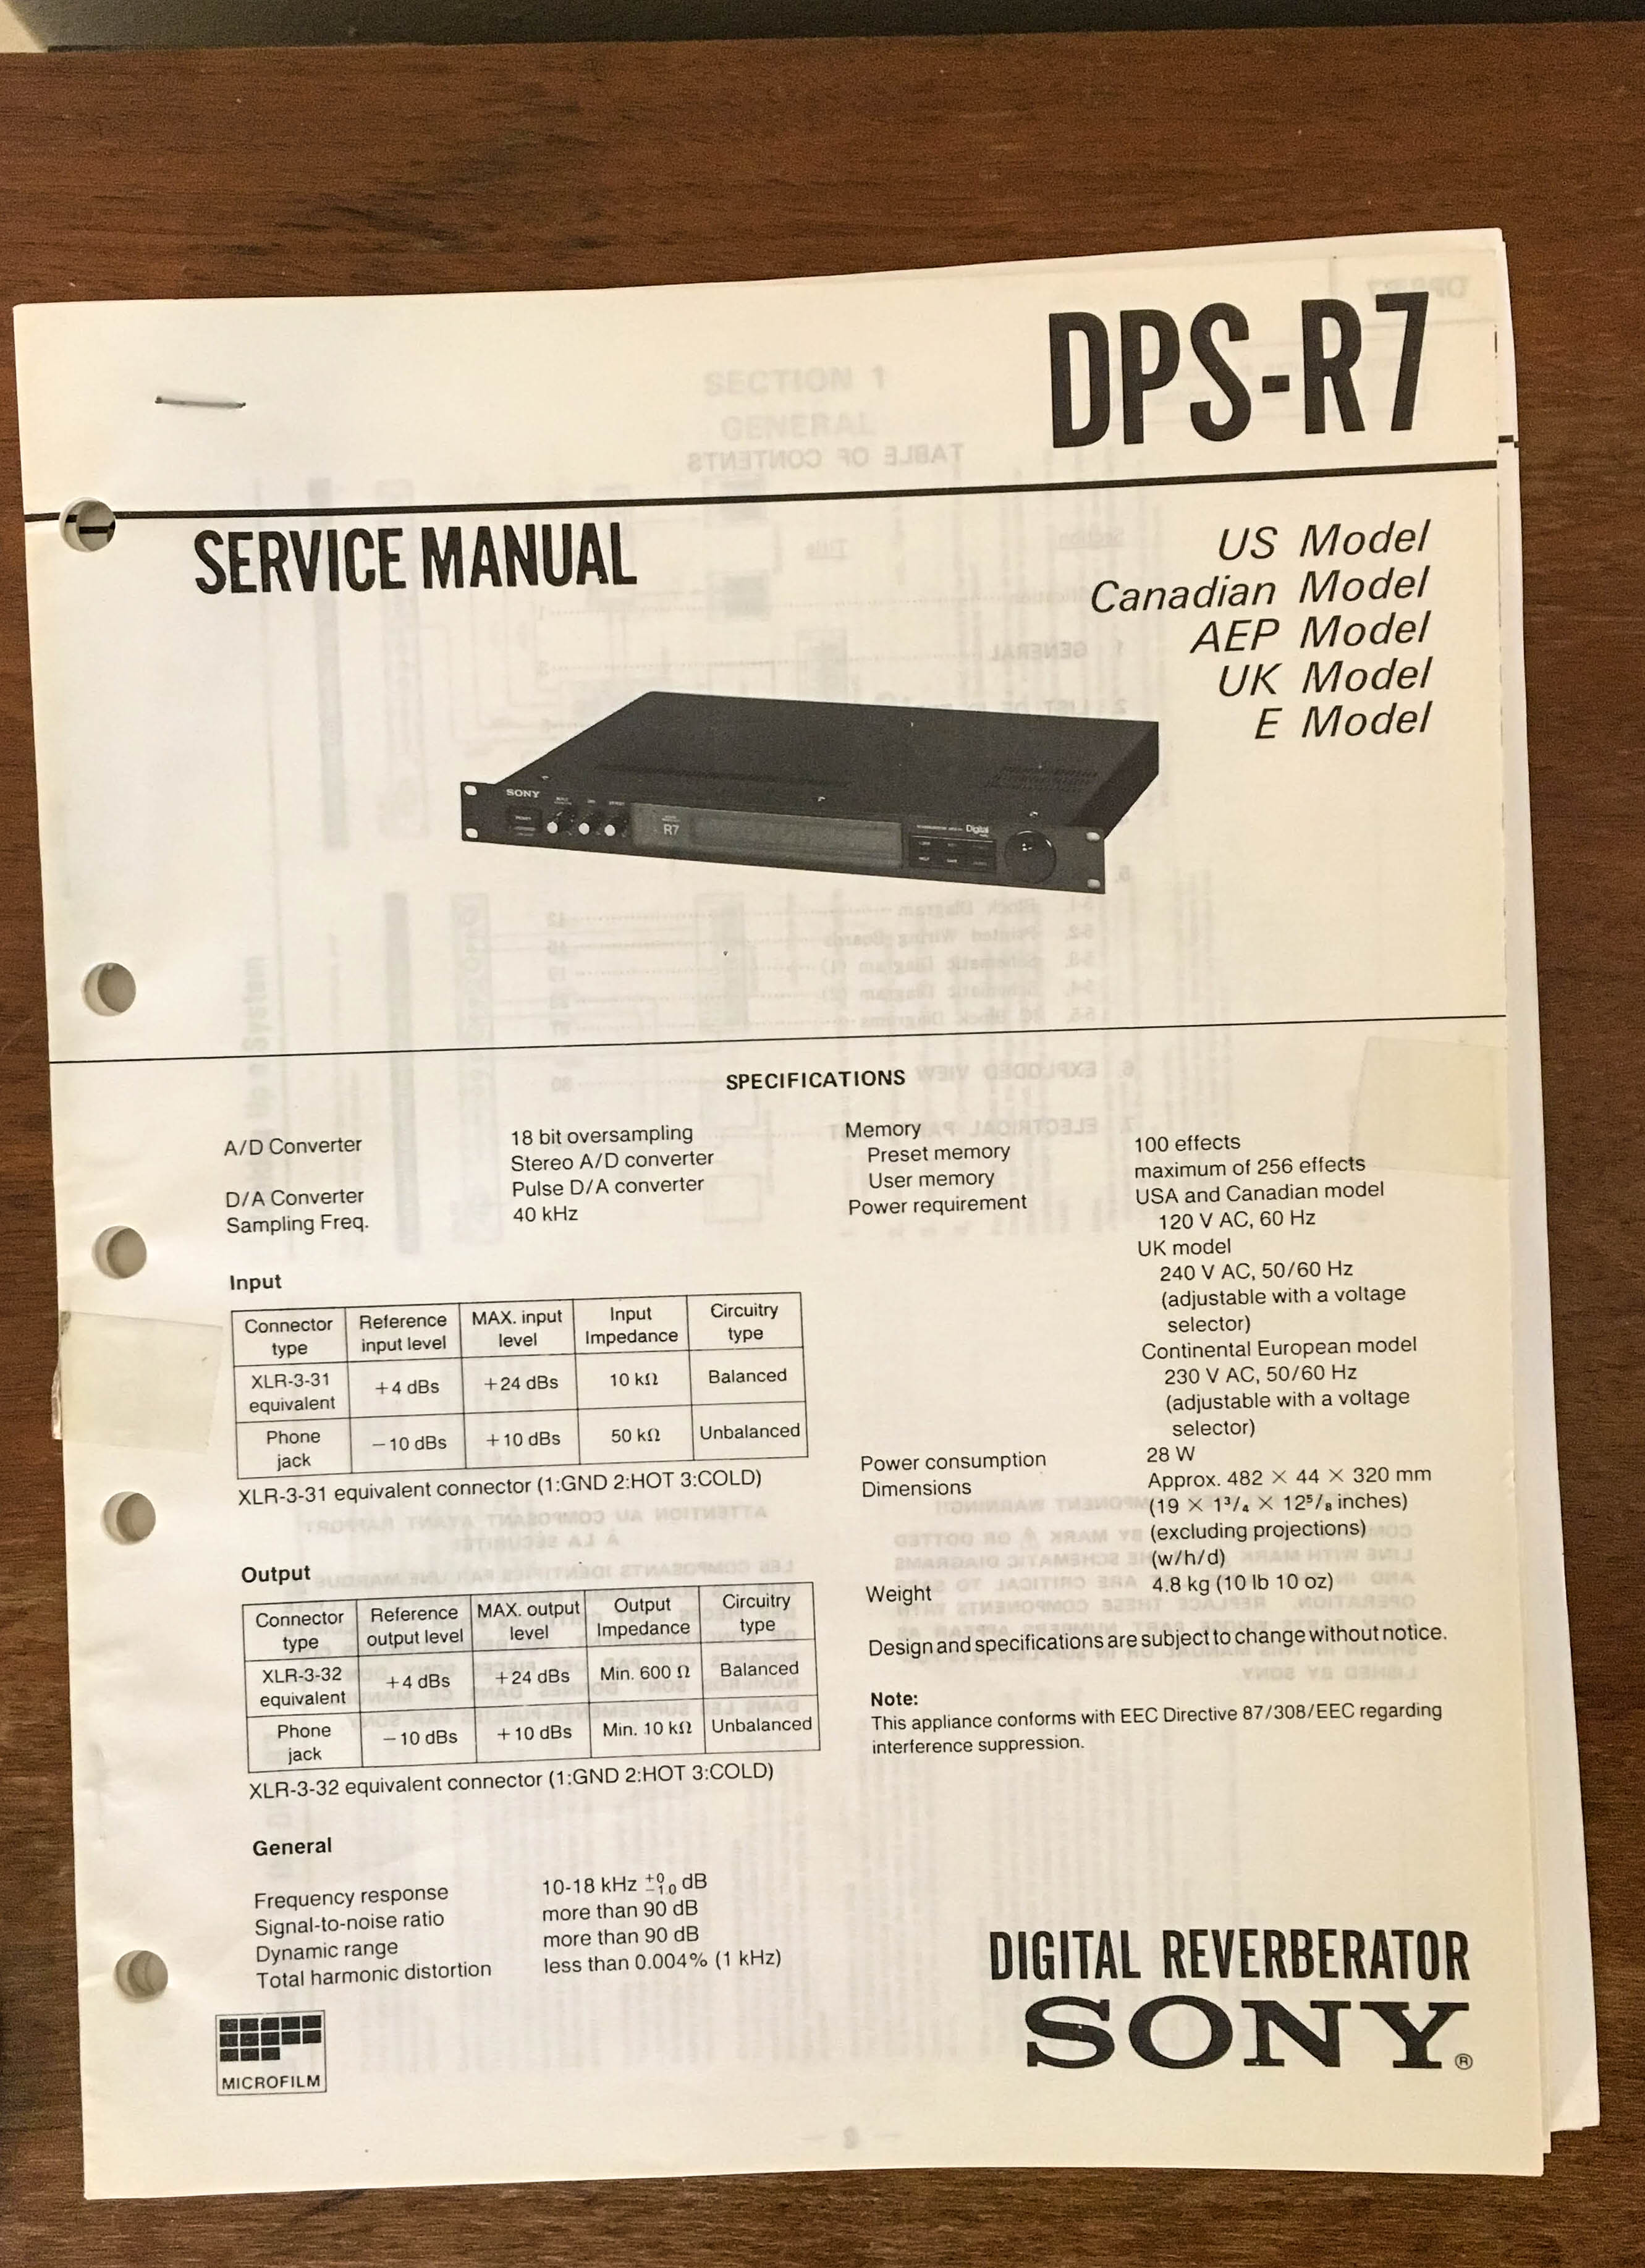 DPS-R7
SERVICE MANUAL
US Model
Canadian Model
AEP Model
UK Model
E Model
SONY
R7
Digital
SPECIFICATIONS
A/D Converter 18 bit oversampling
Stereo A/D converter
D/A Converter Pulse D/A converter
Sampling Freq. 40 kHz
Input
Connector type Reference input level MAX. input level Input Impedance Circuitry type
XLR-3-31 equivalent +4 dBs +24 dBs 10 kΩ Balanced
Phone jack −10 dBs +10 dBs 50 kΩ Unbalanced
XLR-3-31 equivalent connector (1:GND 2:HOT 3:COLD)
Output
Connector type Reference output level MAX. output level Output Impedance Circuitry type
XLR-3-32 equivalent +4 dBs +24 dBs Min. 600 Ω Balanced
Phone jack −10 dBs +10 dBs Min. 10 kΩ Unbalanced
XLR-3-32 equivalent connector (1:GND 2:HOT 3:COLD)
General
Frequency response 10-18 kHz +0 −1.0 dB
Signal-to-noise ratio more than 90 dB
Dynamic range more than 90 dB
Total harmonic distortion less than 0.004% (1 kHz)
MICROFILM
Memory
Preset memory 100 effects
User memory maximum of 256 effects
Power requirement USA and Canadian model
120 V AC, 60 Hz
UK model
240 V AC, 50/60 Hz
(adjustable with a voltage
selector)
Continental European model
230 V AC, 50/60 Hz
(adjustable with a voltage
selector)
Power consumption 28 W
Dimensions Approx. 482 × 44 × 320 mm
(19 × 1³/₄ × 12⁵/₈ inches)
(excluding projections)
(w/h/d)
Weight 4.8 kg (10 lb 10 oz)
Design and specifications are subject to change without notice.
Note:
This appliance conforms with EEC Directive 87/308/EEC regarding
interference suppression.
DIGITAL REVERBERATOR
SONY®